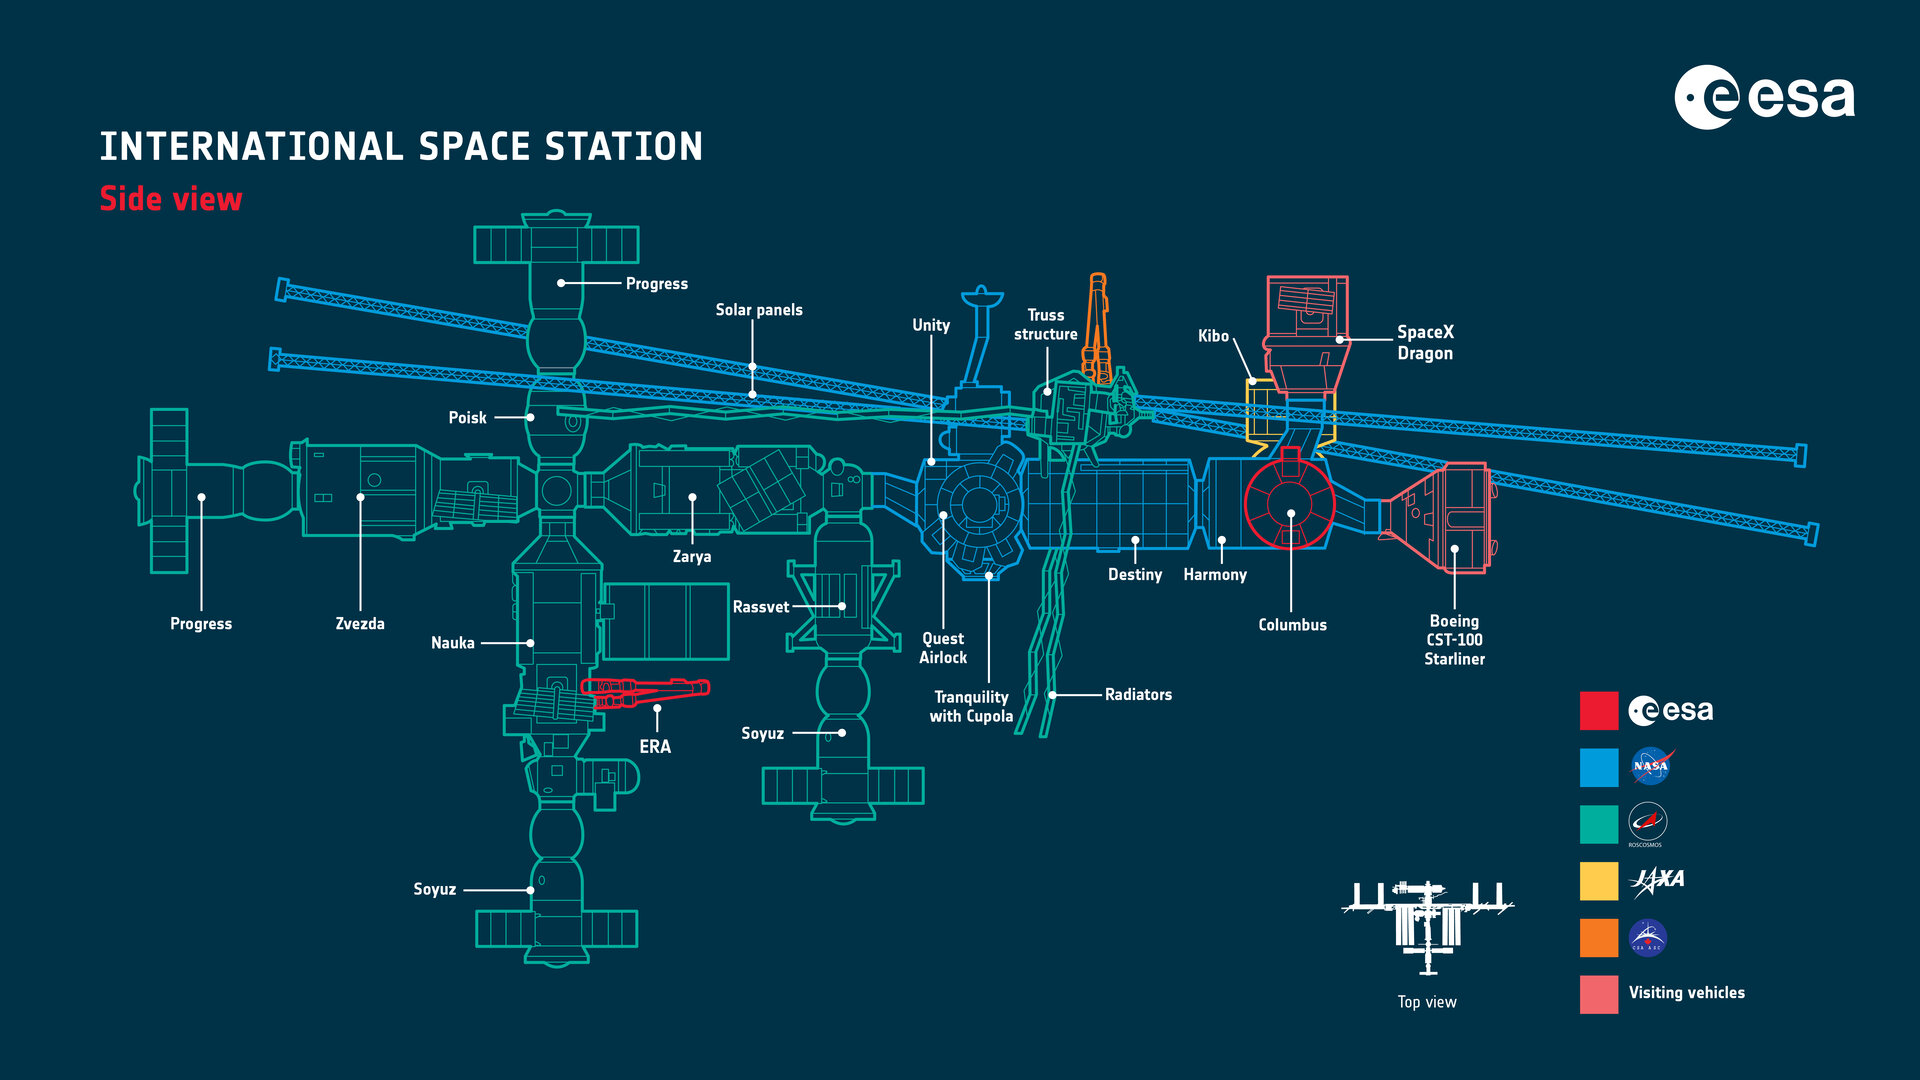 esa
INTERNATIONAL SPACE STATION
Side view
Progress
Solar panels
Unity
Truss
structure
Kibo
SpaceX
Dragon
Poisk
Zarya
Destiny
Harmony
Progress
Zvezda
Nauka
Rassvet
Quest
Airlock
Columbus
Boeing
CST-100
Starliner
Tranquility
with Cupola
Radiators
ERA
Soyuz
Soyuz
esa
NASA
ROSCOSMOS
JAXA
CSA ASC
Visiting vehicles
Top view